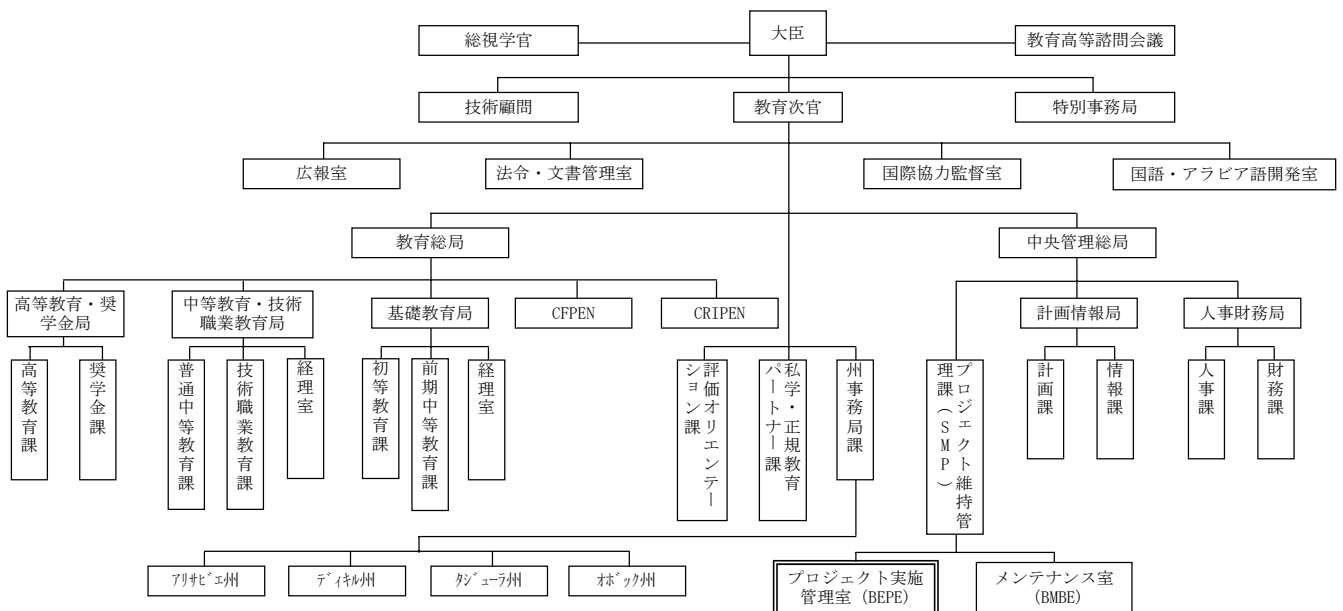 大臣
総視学官
教育高等諮問会議
技術顧問
教育次官
特別事務局
広報室
法令・文書管理室
国際協力監督室
国語・アラビア語開発室
教育総局
中央管理総局
高等教育・奨
学金局
中等教育・技術
職業教育局
基礎教育局
CFPEN
CRIPEN
計画情報局
人事財務局
高等教育課
奨学金課
普通中等教育課
技術職業教育課
経理室
初等教育課
前期中等教育課
経理室
評価オリエンテー
ション課
私学・正規教育
パートナー課
州事務局課
プロジェクト維持管
理課(SMP)
計画課
情報課
人事課
財務課
アリサビエ州
ディキル州
タジューラ州
オボック州
プロジェクト実施
管理室 (BEPE)
メンテナンス室
(BMBE)